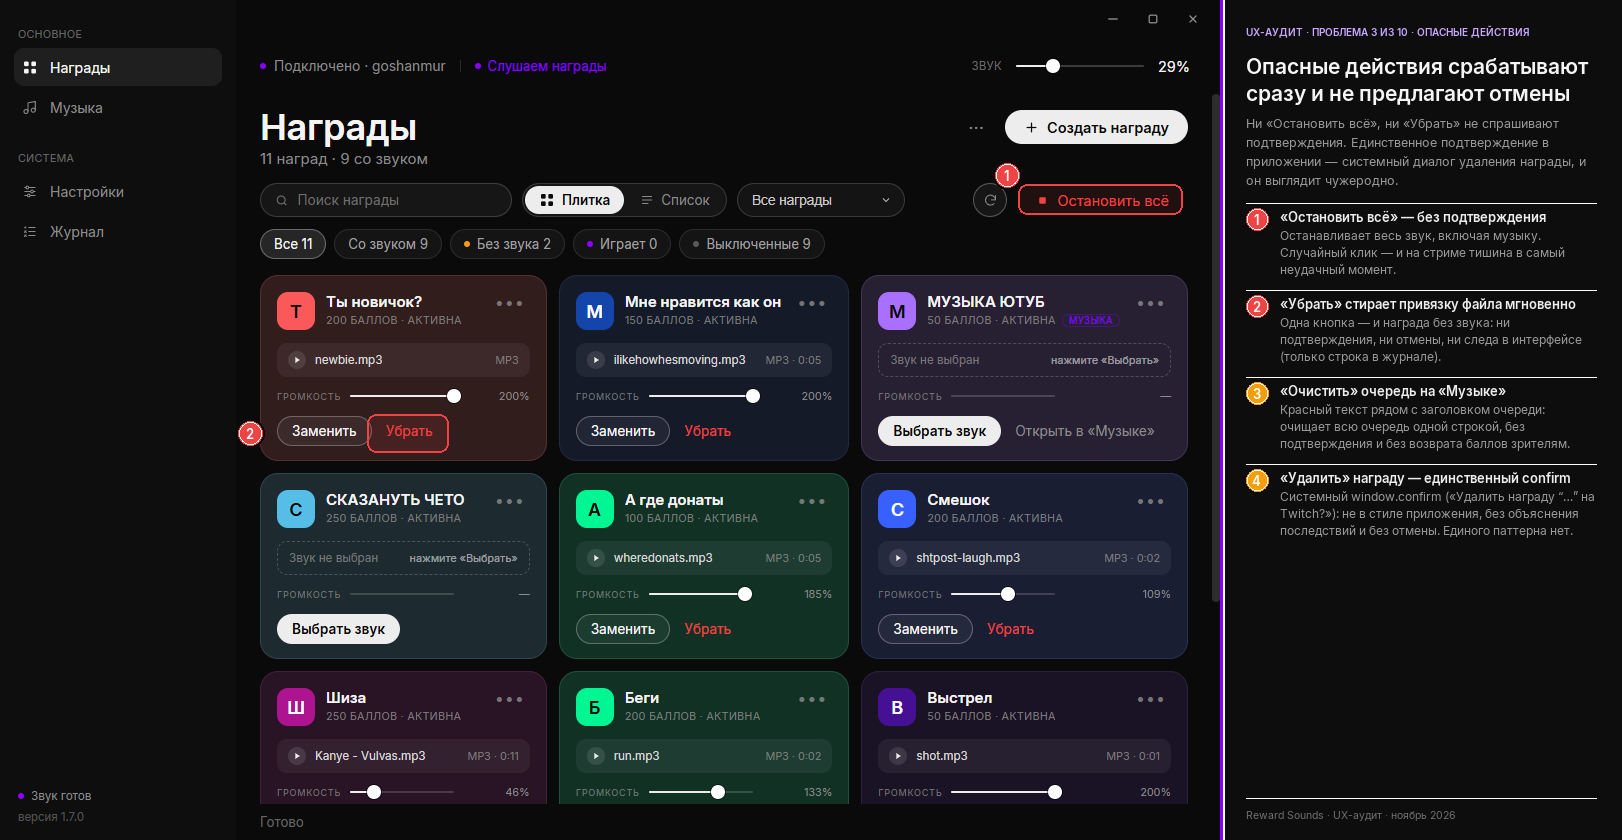 ОСНОВНОЕ
Награды
Музыка
СИСТЕМА
Настройки
Журнал
Звук готов
версия 1.7.0
Подключено · goshanmur
Слушаем награды
ЗВУК
29%
Награды
11 наград · 9 со звуком
Создать награду
Поиск награды
Плитка
Список
Все награды
1
Остановить всё
Все 11
Со звуком 9
Без звука 2
Играет 0
Выключенные 9
Т
Ты новичок?
200 БАЛЛОВ · АКТИВНА
newbie.mp3
MP3
ГРОМКОСТЬ
200%
2
Заменить
Убрать
М
Мне нравится как он
150 БАЛЛОВ · АКТИВНА
ilikehowhesmoving.mp3
MP3 · 0:05
ГРОМКОСТЬ
200%
Заменить
Убрать
М
МУЗЫКА ЮТУБ
50 БАЛЛОВ · АКТИВНА
МУЗЫКА
Звук не выбран
нажмите «Выбрать»
ГРОМКОСТЬ
—
Выбрать звук
Открыть в «Музыке»
С
СКАЗАНУТЬ ЧЕТО
250 БАЛЛОВ · АКТИВНА
Звук не выбран
нажмите «Выбрать»
ГРОМКОСТЬ
—
Выбрать звук
А
А где донаты
100 БАЛЛОВ · АКТИВНА
wheredonats.mp3
MP3 · 0:05
ГРОМКОСТЬ
185%
Заменить
Убрать
С
Смешок
200 БАЛЛОВ · АКТИВНА
shtpost-laugh.mp3
MP3 · 0:02
ГРОМКОСТЬ
109%
Заменить
Убрать
Ш
Шиза
250 БАЛЛОВ · АКТИВНА
Kanye - Vulvas.mp3
MP3 · 0:11
ГРОМКОСТЬ
46%
Б
Беги
200 БАЛЛОВ · АКТИВНА
run.mp3
MP3 · 0:02
ГРОМКОСТЬ
133%
В
Выстрел
50 БАЛЛОВ · АКТИВНА
shot.mp3
MP3 · 0:01
ГРОМКОСТЬ
200%
Готово
UX-АУДИТ · ПРОБЛЕМА 3 ИЗ 10 · ОПАСНЫЕ ДЕЙСТВИЯ
Опасные действия срабатывают
сразу и не предлагают отмены
Ни «Остановить всё», ни «Убрать» не спрашивают
подтверждения. Единственное подтверждение в
приложении — системный диалог удаления награды, и
он выглядит чужеродно.
1
«Остановить всё» — без подтверждения
Останавливает весь звук, включая музыку.
Случайный клик — и на стриме тишина в самый
неудачный момент.
2
«Убрать» стирает привязку файла мгновенно
Одна кнопка — и награда без звука: ни
подтверждения, ни отмены, ни следа в интерфейсе
(только строка в журнале).
3
«Очистить» очередь на «Музыке»
Красный текст рядом с заголовком очереди:
очищает всю очередь одной строкой, без
подтверждения и без возврата баллов зрителям.
4
«Удалить» награду — единственный confirm
Системный window.confirm («Удалить награду “…” на
Twitch?»): не в стиле приложения, без объяснения
последствий и без отмены. Единого паттерна нет.
Reward Sounds · UX-аудит · ноябрь 2026